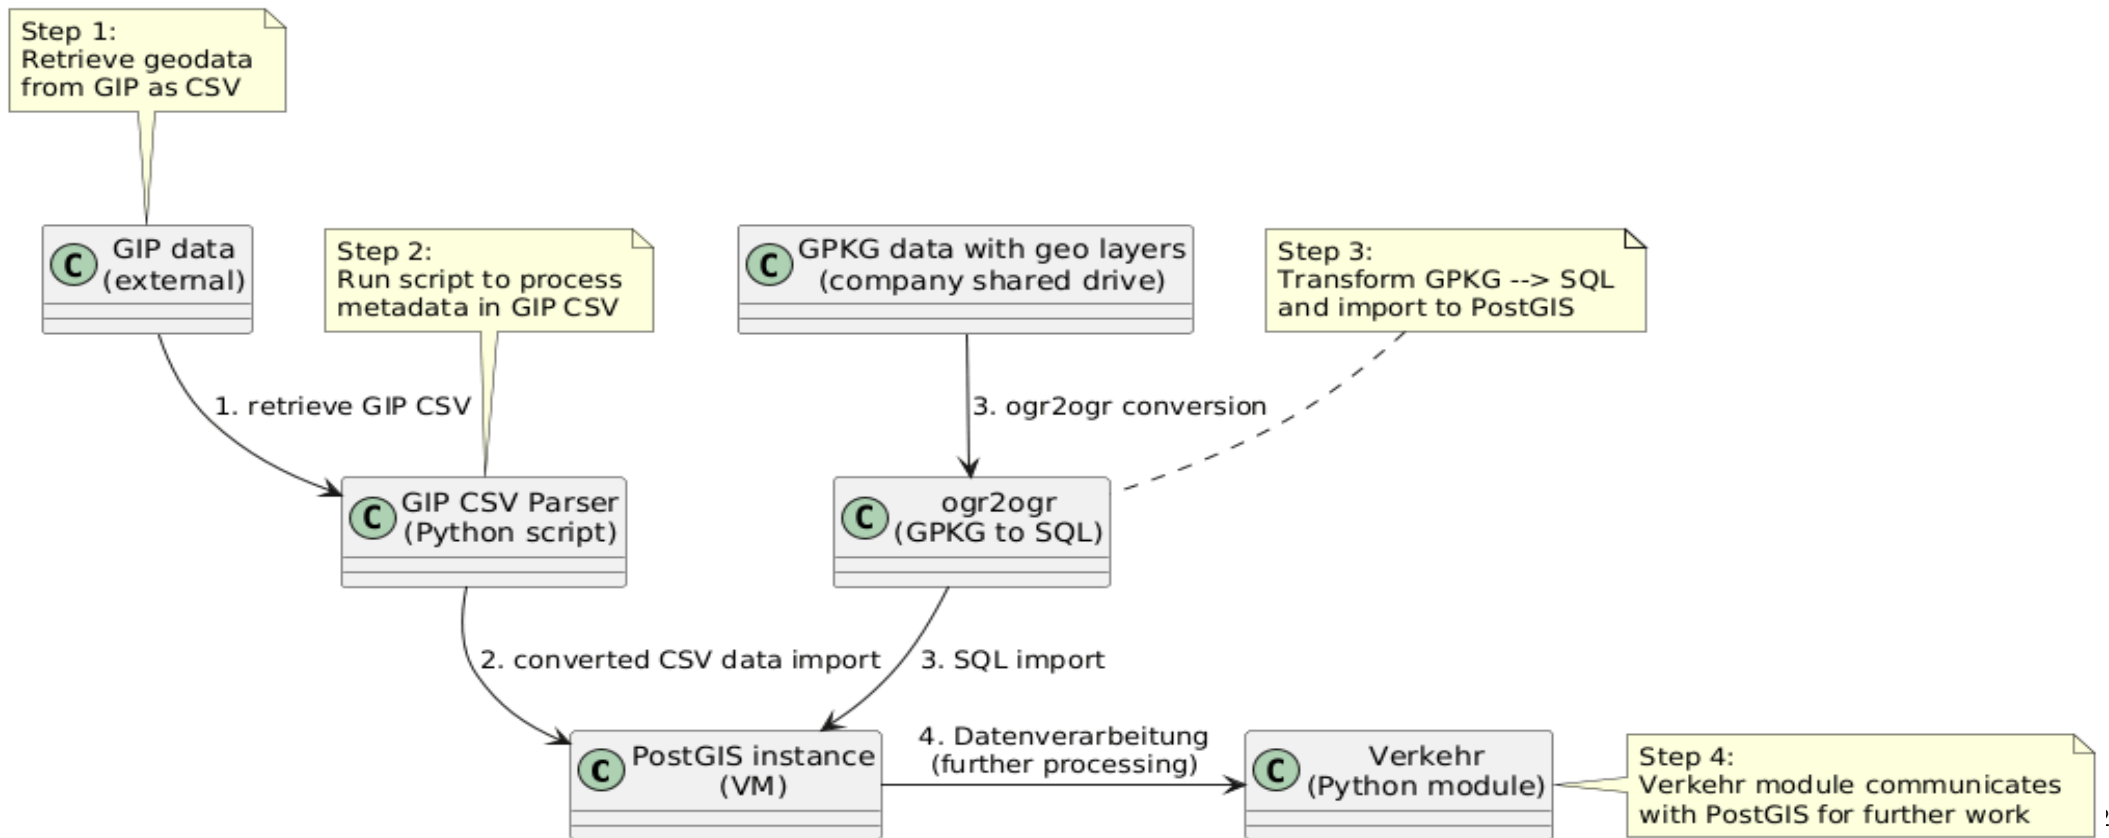 Step 1:
Retrieve geodata
from GIP as CSV
C
GIP data
(external)
Step 2:
Run script to process
metadata in GIP CSV
C
GPKG data with geo layers
(company shared drive)
Step 3:
Transform GPKG --> SQL
and import to PostGIS
1. retrieve GIP CSV
3. ogr2ogr conversion
C
GIP CSV Parser
(Python script)
C
ogr2ogr
(GPKG to SQL)
2. converted CSV data import
3. SQL import
C
PostGIS instance
(VM)
4. Datenverarbeitung
(further processing)
C
Verkehr
(Python module)
Step 4:
Verkehr module communicates
with PostGIS for further work